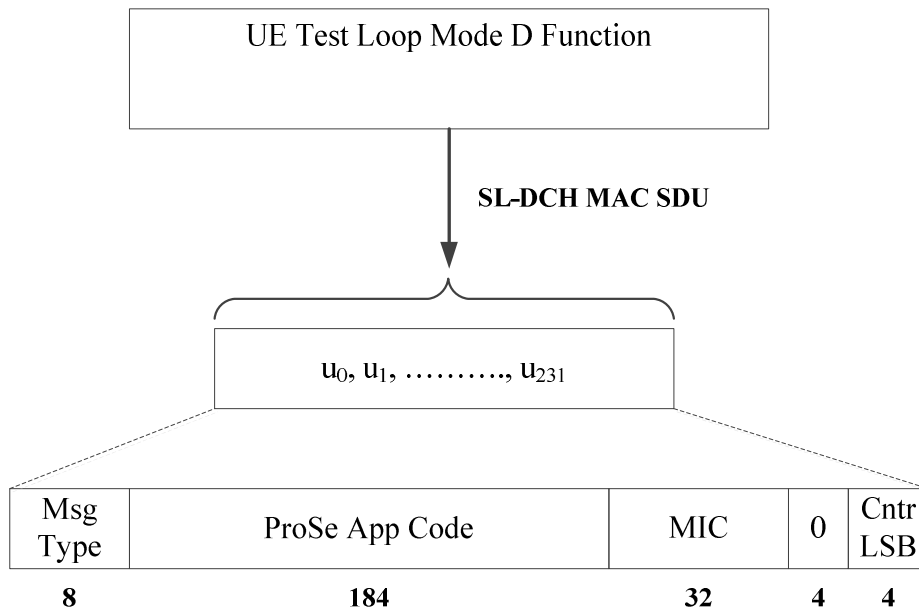 UE Test Loop Mode D Function
SL-DCH MAC SDU
u₀, u₁, ………., u₂₃₁
Msg Type
ProSe App Code
MIC
0
Cntr LSB
8
184
32
4
4